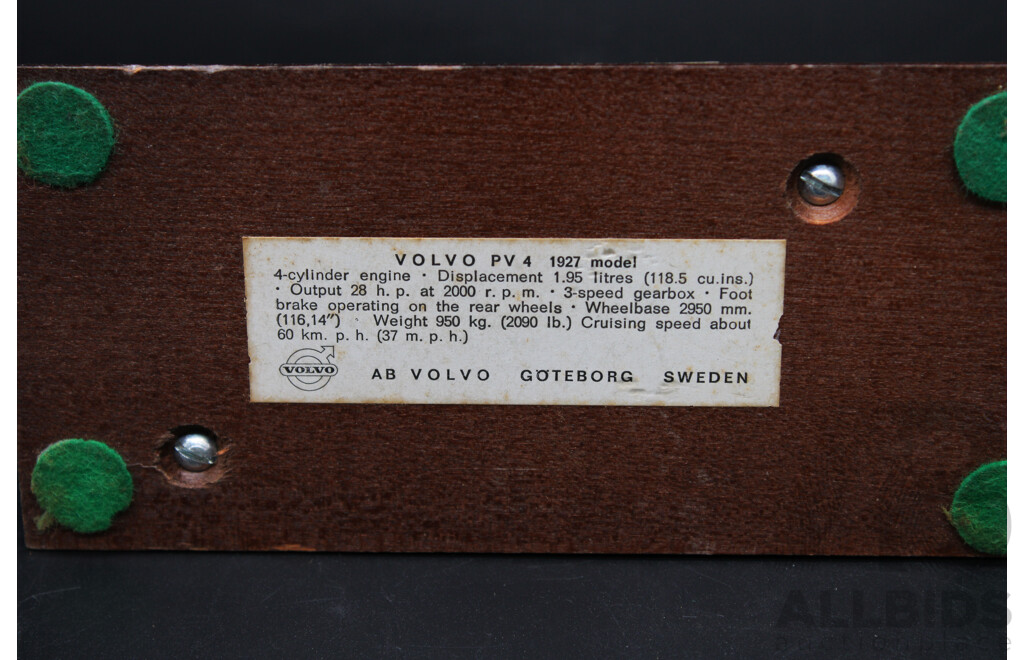 VOLVO PV 4 1927 model
4-cylinder engine · Displacement 1.95 litres (118.5 cu.ins.)
· Output 28 h. p. at 2000 r. p. m. · 3-speed gearbox · Foot
brake operating on the rear wheels · Wheelbase 2950 mm.
(116,14″) · Weight 950 kg. (2090 lb.) Cruising speed about
60 km. p. h. (37 m. p. h.)
VOLVO
AB VOLVO GÖTEBORG SWEDEN
ALLBIDS